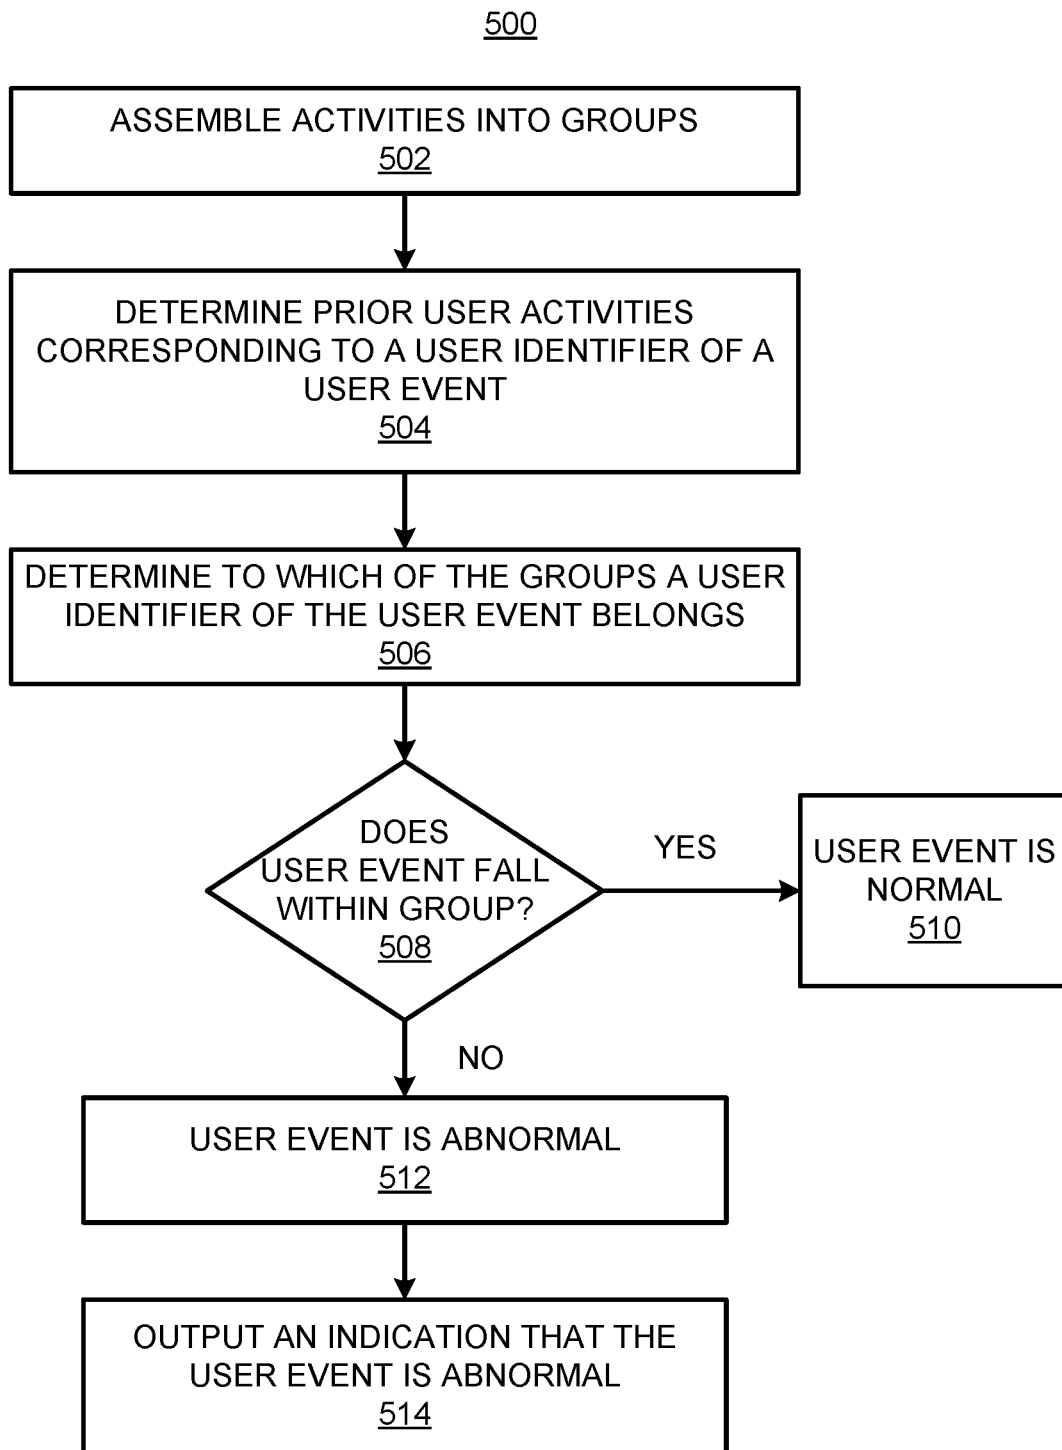 500
ASSEMBLE ACTIVITIES INTO GROUPS
502
DETERMINE PRIOR USER ACTIVITIES
CORRESPONDING TO A USER IDENTIFIER OF A
USER EVENT
504
DETERMINE TO WHICH OF THE GROUPS A USER
IDENTIFIER OF THE USER EVENT BELONGS
506
DOES
USER EVENT FALL
WITHIN GROUP?
508
YES
USER EVENT IS
NORMAL
510
NO
USER EVENT IS ABNORMAL
512
OUTPUT AN INDICATION THAT THE
USER EVENT IS ABNORMAL
514